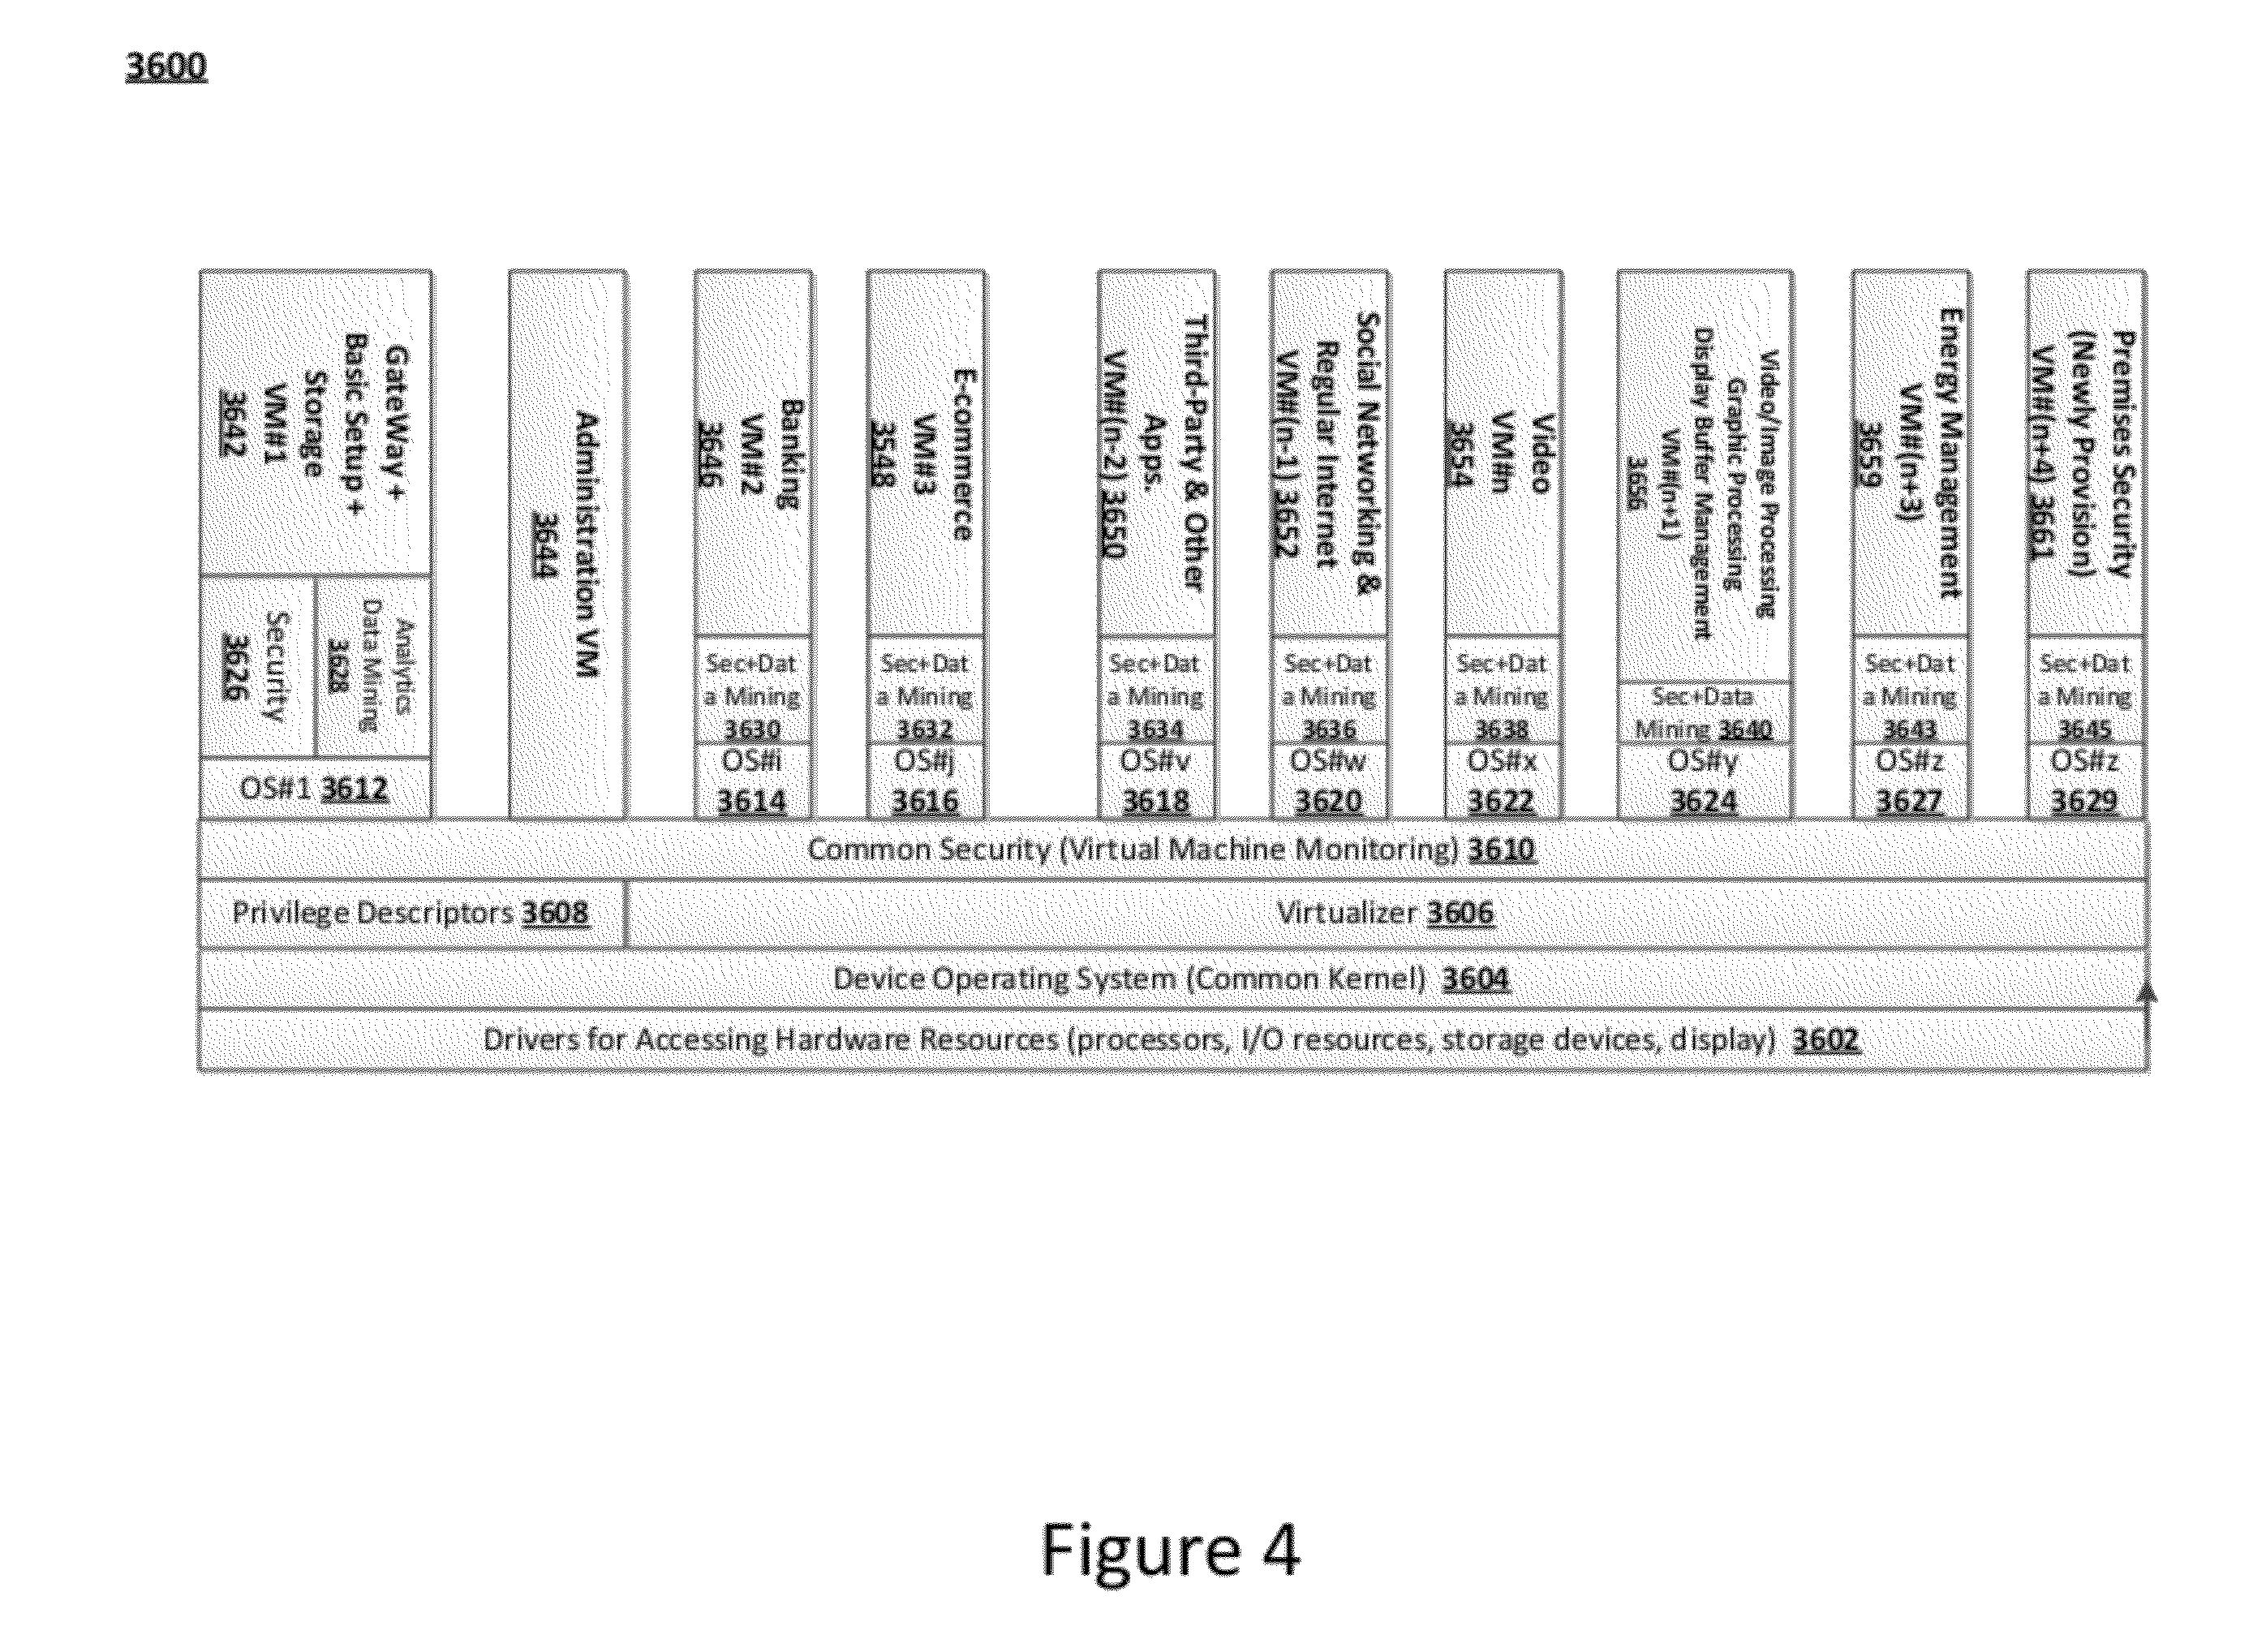 3600
GateWay +
Basic Setup +
Storage
VM#1
3642
Security
3626
Analytics
Data Mining
3628
OS#1 3612
Administration VM
3644
Banking
VM#2
3646
Sec+Dat
a Mining
3630
OS#i
3614
E-commerce
VM#3
3548
Sec+Dat
a Mining
3632
OS#j
3616
Third-Party & Other
Apps.
VM#(n-2) 3650
Sec+Dat
a Mining
3634
OS#v
3618
Social Networking &
Regular Internet
VM#(n-1) 3652
Sec+Dat
a Mining
3636
OS#w
3620
Video
VM#n
3654
Sec+Dat
a Mining
3638
OS#x
3622
Video/Image Processing
Graphic Processing
Display Buffer Management
VM#(n+1)
3656
Sec+Data
Mining 3640
OS#y
3624
Energy Management
VM#(n+3)
3659
Sec+Dat
a Mining
3643
OS#z
3627
Premises Security
(Newly Provision)
VM#(n+4) 3661
Sec+Dat
a Mining
3645
OS#z
3629
Common Security (Virtual Machine Monitoring) 3610
Privilege Descriptors 3608
Virtualizer 3606
Device Operating System (Common Kernel) 3604
Drivers for Accessing Hardware Resources (processors, I/O resources, storage devices, display) 3602
Figure 4